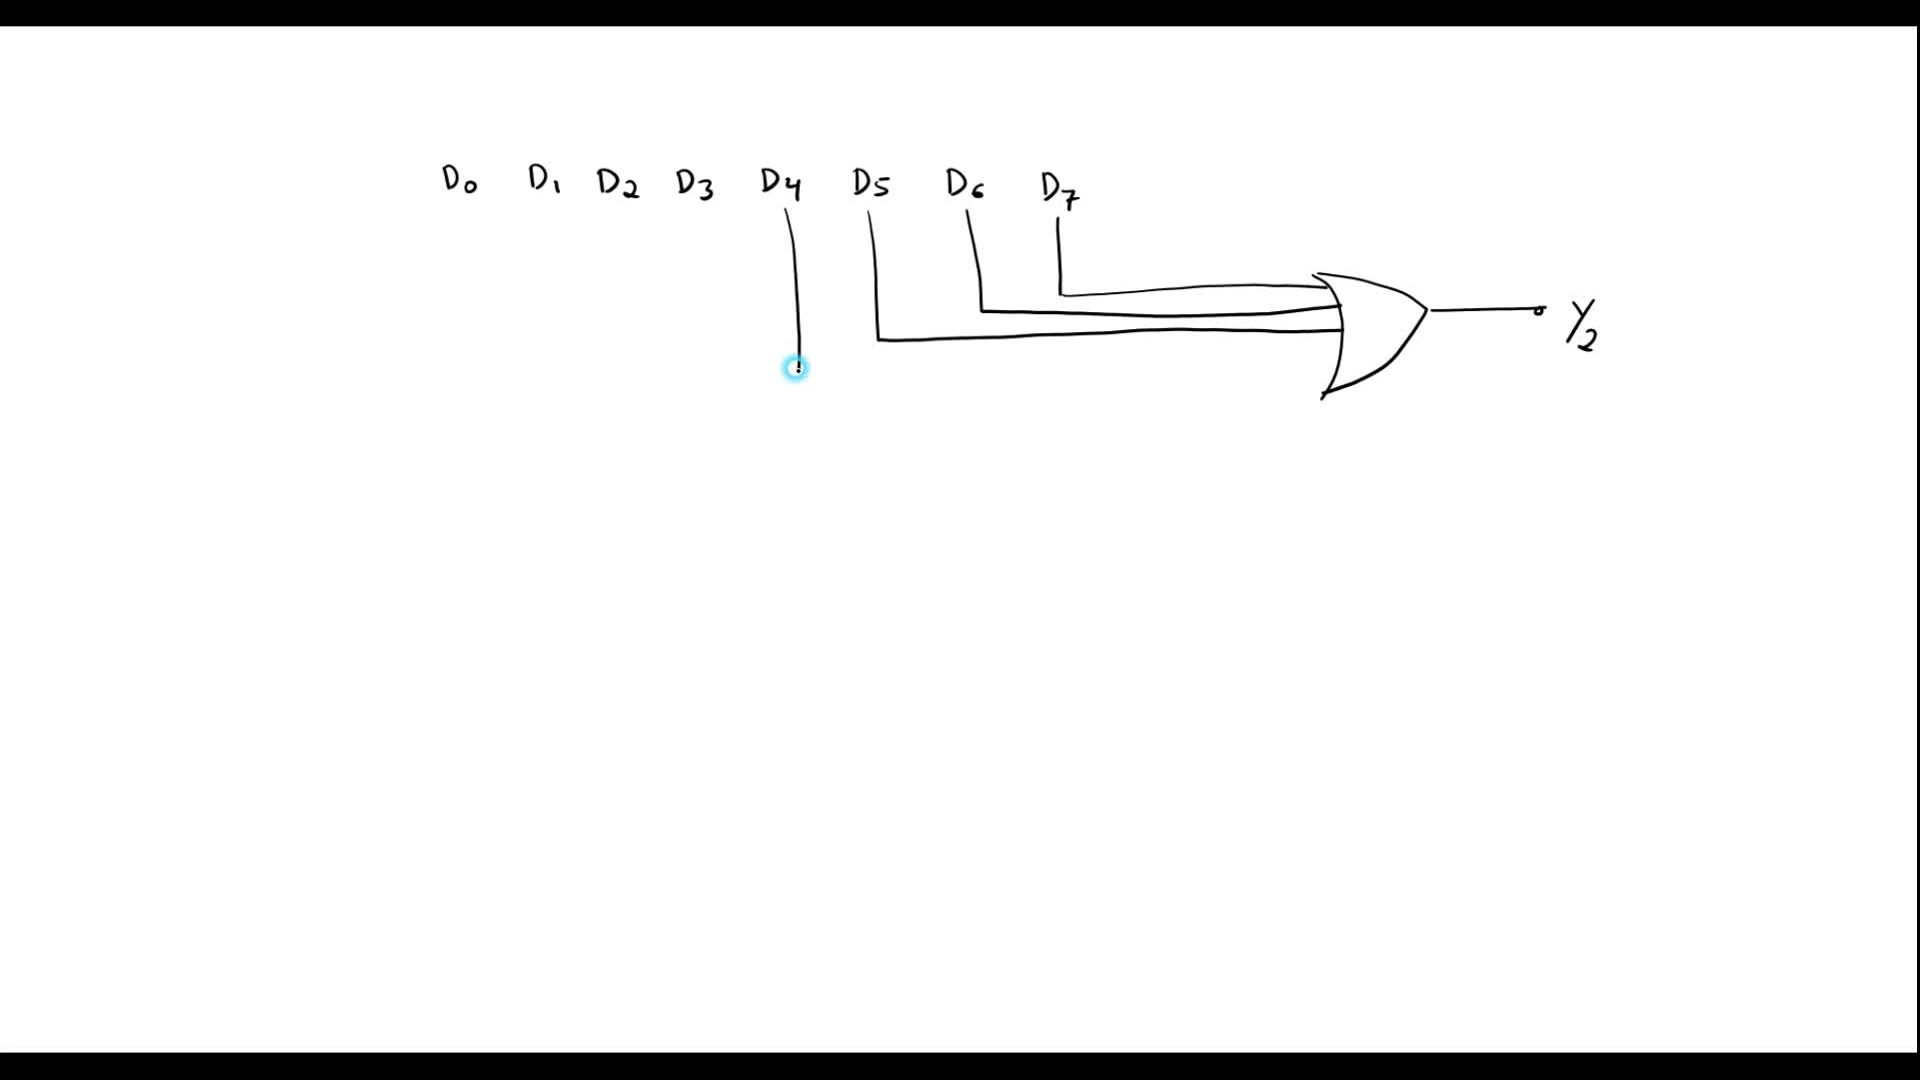 D₀ D₁ D₂ D₃ D₄ D₅ D₆ D₇
Y₂